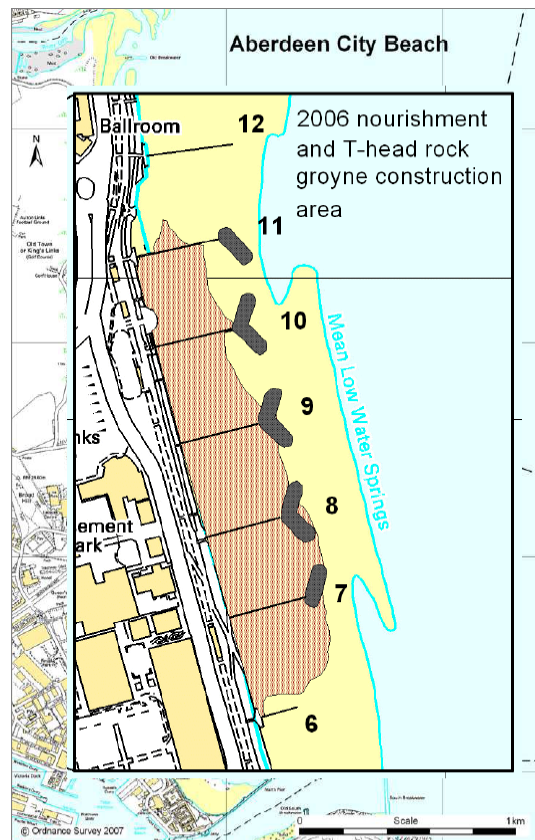 Aberdeen City Beach
Ballroom
12
2006 nourishment
and T-head rock
groyne construction
area
N
11
10
Mean Low Water Springs
9
nks
8
ement
ark
7
6
© Ordnance Survey 2007
0 Scale 1km